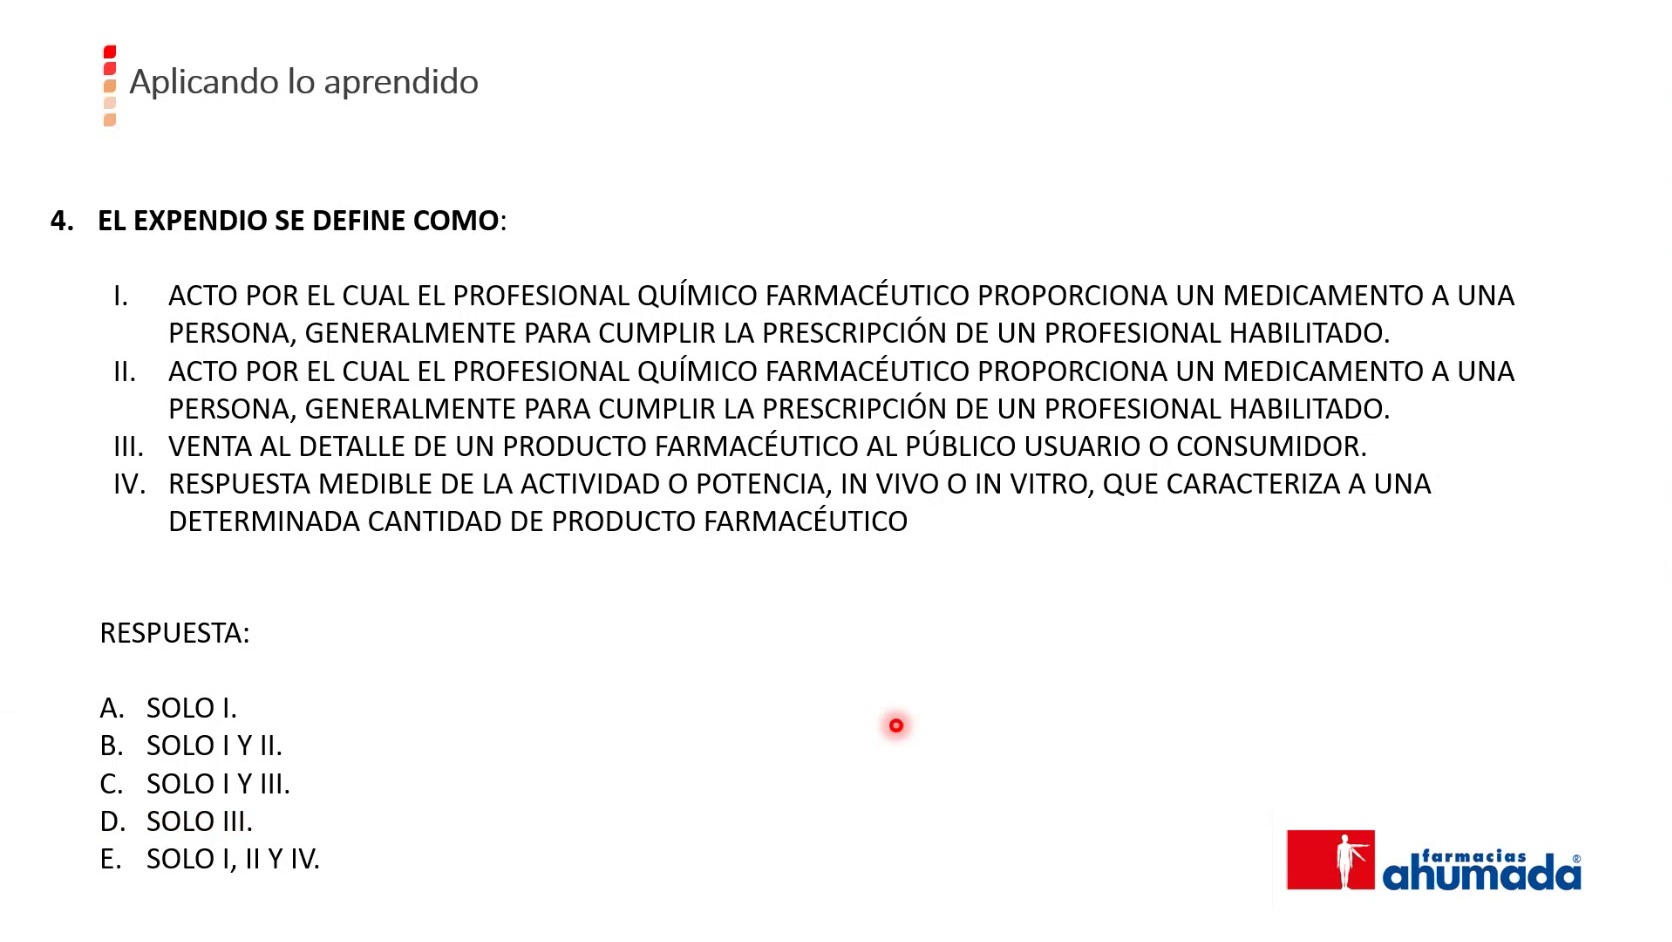 Aplicando lo aprendido
4. EL EXPENDIO SE DEFINE COMO:
I. ACTO POR EL CUAL EL PROFESIONAL QUÍMICO FARMACÉUTICO PROPORCIONA UN MEDICAMENTO A UNA
PERSONA, GENERALMENTE PARA CUMPLIR LA PRESCRIPCIÓN DE UN PROFESIONAL HABILITADO.
II. ACTO POR EL CUAL EL PROFESIONAL QUÍMICO FARMACÉUTICO PROPORCIONA UN MEDICAMENTO A UNA
PERSONA, GENERALMENTE PARA CUMPLIR LA PRESCRIPCIÓN DE UN PROFESIONAL HABILITADO.
III. VENTA AL DETALLE DE UN PRODUCTO FARMACÉUTICO AL PÚBLICO USUARIO O CONSUMIDOR.
IV. RESPUESTA MEDIBLE DE LA ACTIVIDAD O POTENCIA, IN VIVO O IN VITRO, QUE CARACTERIZA A UNA
DETERMINADA CANTIDAD DE PRODUCTO FARMACÉUTICO
RESPUESTA:
A. SOLO I.
B. SOLO I Y II.
C. SOLO I Y III.
D. SOLO III.
E. SOLO I, II Y IV.
farmacias
ahumada®